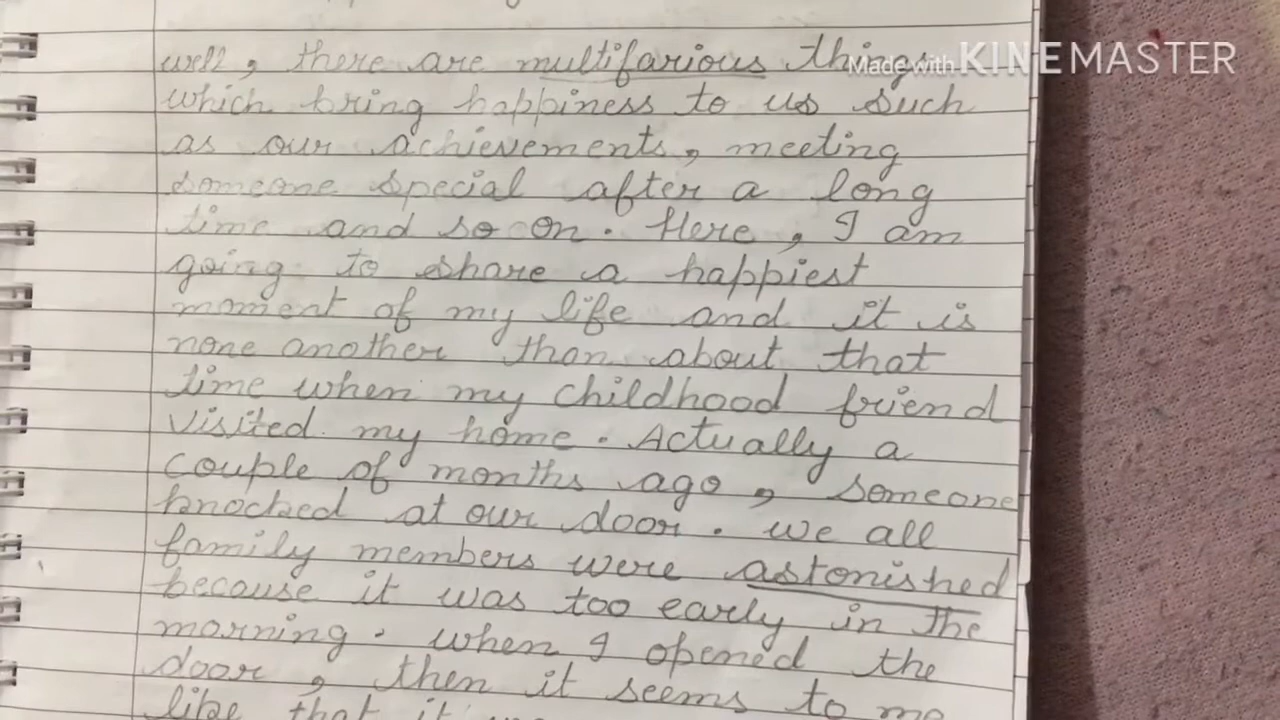 well, there are multifarious things
Made with KINEMASTER
which bring happiness to us such
as our achievements, meeting
someone special after a long
time and so on. Here, I am
going to share a happiest
moment of my life and it is
none another than about that
time when my childhood friend
visited my home. Actually a
couple of months ago, someone
knocked at our door. We all
family members were astonished
because it was too early in the
morning. when I opened the
door, then it seems to me
like that it